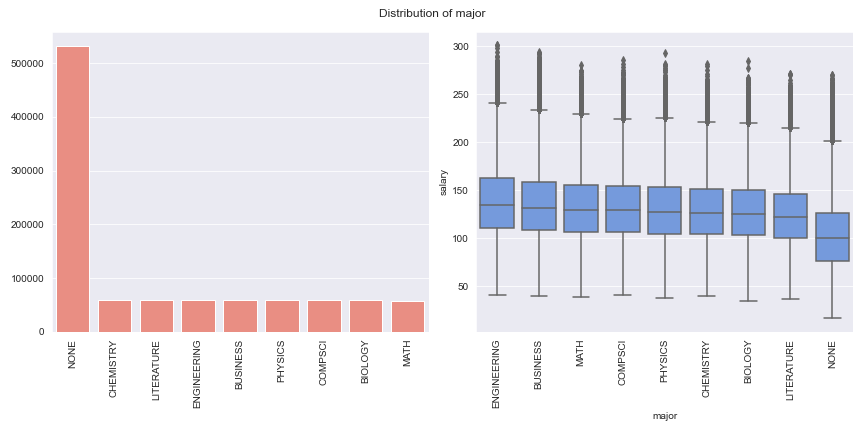 Distribution of major
500000
400000
300000
200000
100000
0
NONE
CHEMISTRY
LITERATURE
ENGINEERING
BUSINESS
PHYSICS
COMPSCI
BIOLOGY
MATH
300
250
200
150
100
50
salary
ENGINEERING
BUSINESS
MATH
COMPSCI
PHYSICS
CHEMISTRY
BIOLOGY
LITERATURE
NONE
major